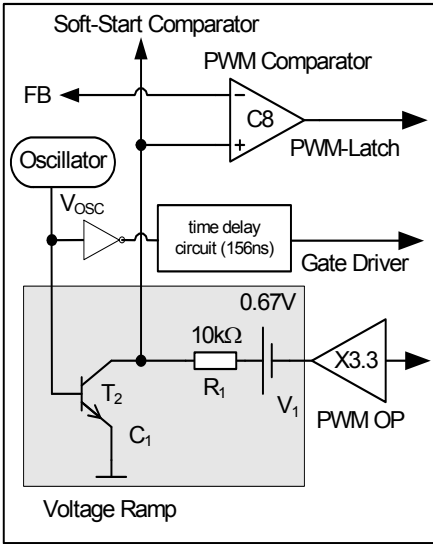 Soft-Start Comparator
PWM Comparator
FB
C8
Oscillator
PWM-Latch
VOSC
time delay
circuit (156ns)
Gate Driver
0.67V
10kΩ
X3.3
T2
R1
V1
C1
PWM OP
Voltage Ramp